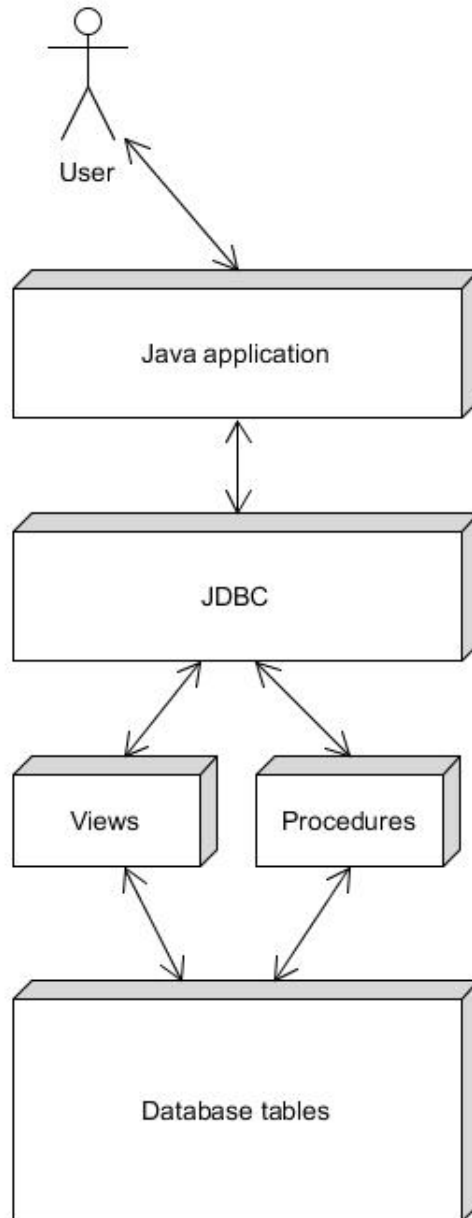 User
Java application
JDBC
Views
Procedures
Database tables